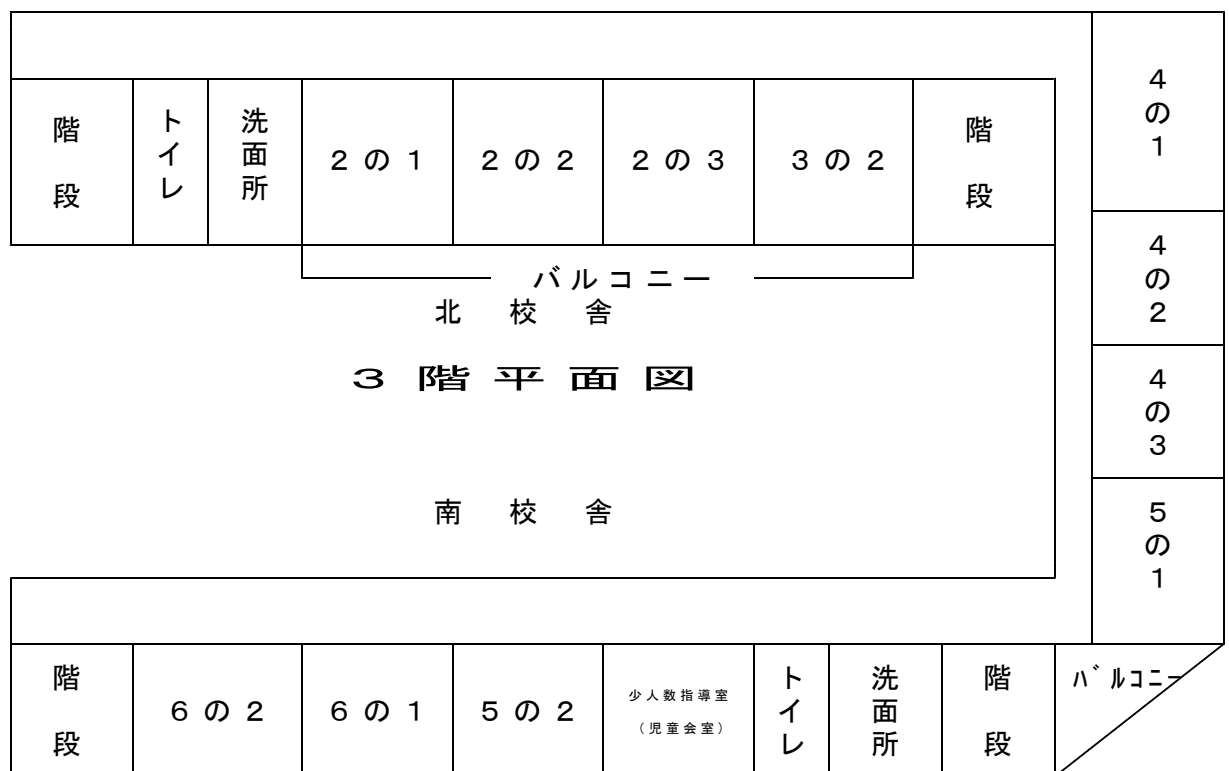 階段
トイレ
洗面所
２の１
２の２
２の３
３の２
階段
４の１
４の２
４の３
５の１
バルコニー
北校舎
３階平面図
南校舎
階段
６の２
６の１
５の２
少人数指導室
（児童会室）
トイレ
洗面所
階段
ﾊﾞﾙｺﾆｰ